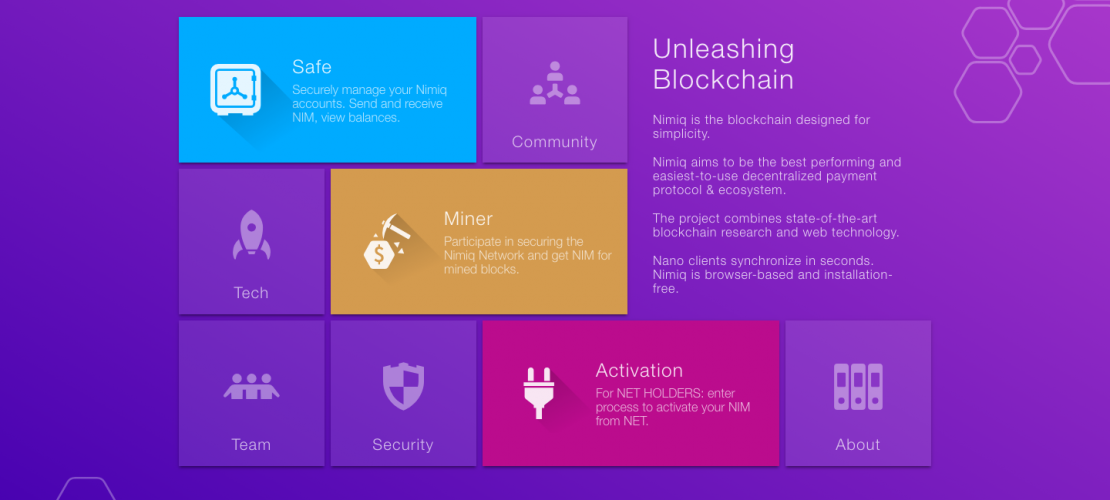 Safe
Securely manage your Nimiq
accounts. Send and receive
NIM, view balances.
Community
Unleashing
Blockchain
Nimiq is the blockchain designed for
simplicity.
Nimiq aims to be the best performing and
easiest-to-use decentralized payment
protocol & ecosystem.
The project combines state-of-the-art
blockchain research and web technology.
Nano clients synchronize in seconds.
Nimiq is browser-based and installation-
free.
Tech
Miner
Participate in securing the
Nimiq Network and get NIM for
mined blocks.
$
Team
Security
Activation
For NET HOLDERS: enter
process to activate your NIM
from NET.
About